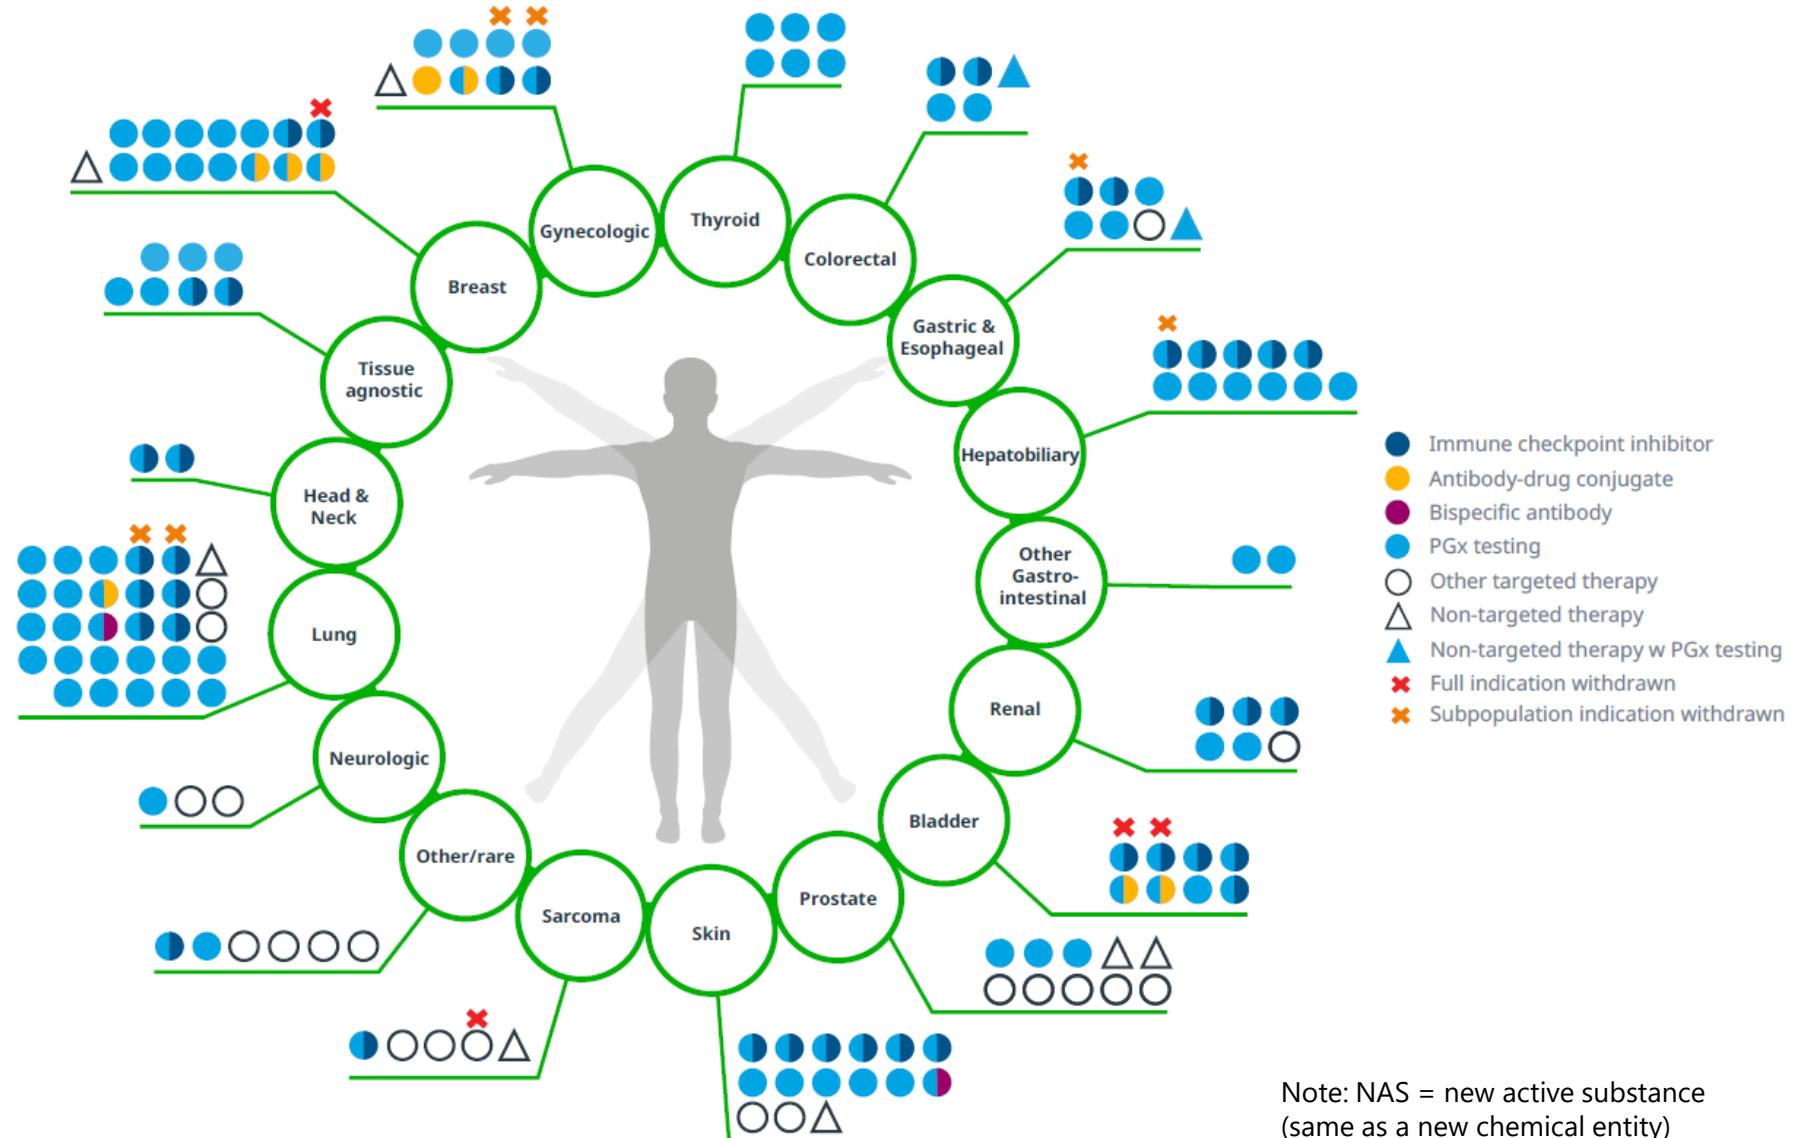 Gynecologic
Thyroid
Colorectal
Breast
Gastric &
Esophageal
Tissue
agnostic
Hepatobiliary
Head &
Neck
Other
Gastro-
intestinal
Lung
Renal
Neurologic
Bladder
Other/rare
Prostate
Sarcoma
Skin
Immune checkpoint inhibitor
Antibody-drug conjugate
Bispecific antibody
PGx testing
Other targeted therapy
Non-targeted therapy
Non-targeted therapy w PGx testing
Full indication withdrawn
Subpopulation indication withdrawn
Note: NAS = new active substance
(same as a new chemical entity)